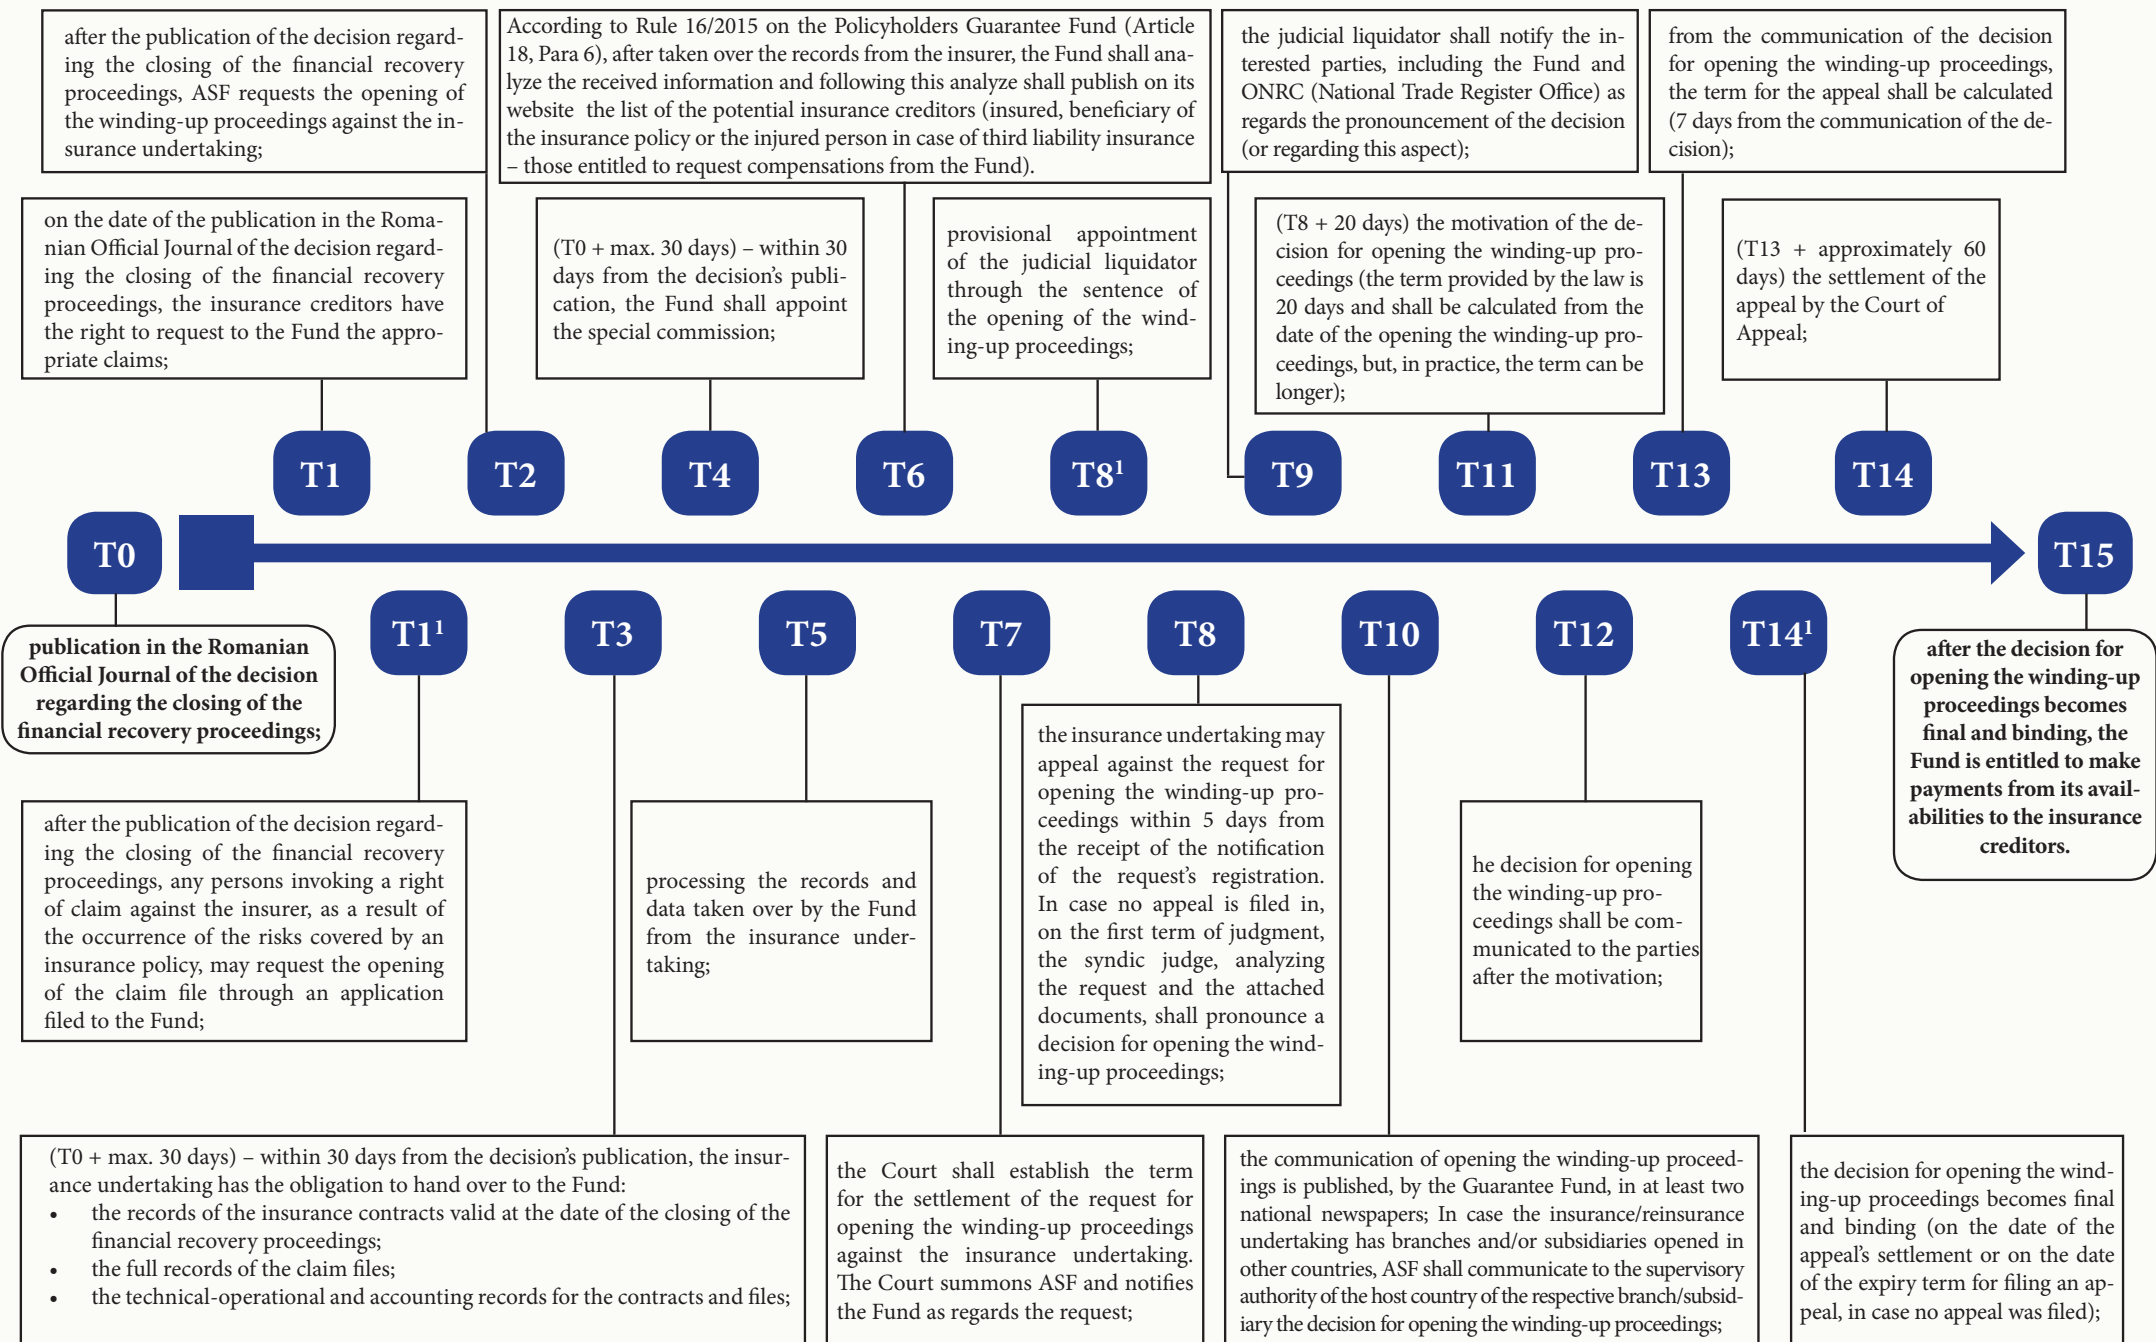 after the publication of the decision regard-
ing the closing of the financial recovery
proceedings, ASF requests the opening of
the winding-up proceedings against the in-
surance undertaking;
According to Rule 16/2015 on the Policyholders Guarantee Fund (Article
18, Para 6), after taken over the records from the insurer, the Fund shall ana-
lyze the received information and following this analyze shall publish on its
website the list of the potential insurance creditors (insured, beneficiary of
the insurance policy or the injured person in case of third liability insurance
– those entitled to request compensations from the Fund).
the judicial liquidator shall notify the in-
terested parties, including the Fund and
ONRC (National Trade Register Office) as
regards the pronouncement of the decision
(or regarding this aspect);
from the communication of the decision
for opening the winding-up proceedings,
the term for the appeal shall be calculated
(7 days from the communication of the de-
cision);
on the date of the publication in the Roma-
nian Official Journal of the decision regard-
ing the closing of the financial recovery
proceedings, the insurance creditors have
the right to request to the Fund the appro-
priate claims;
(T0 + max. 30 days) – within 30
days from the decision's publi-
cation, the Fund shall appoint
the special commission;
provisional appointment
of the judicial liquidator
through the sentence of
the opening of the wind-
ing-up proceedings;
(T8 + 20 days) the motivation of the de-
cision for opening the winding-up pro-
ceedings (the term provided by the law is
20 days and shall be calculated from the
date of the opening the winding-up pro-
ceedings, but, in practice, the term can be
longer);
(T13 + approximately 60
days) the settlement of the
appeal by the Court of
Appeal;
T1
T2
T4
T6
T8¹
T9
T11
T13
T14
T0
T15
T1¹
T3
T5
T7
T8
T10
T12
T14¹
publication in the Romanian
Official Journal of the decision
regarding the closing of the
financial recovery proceedings;
after the decision for
opening the winding-up
proceedings becomes
final and binding, the
Fund is entitled to make
payments from its avail-
abilities to the insurance
creditors.
after the publication of the decision regard-
ing the closing of the financial recovery
proceedings, any persons invoking a right
of claim against the insurer, as a result of
the occurrence of the risks covered by an
insurance policy, may request the opening
of the claim file through an application
filed to the Fund;
processing the records and
data taken over by the Fund
from the insurance under-
taking;
the insurance undertaking may
appeal against the request for
opening the winding-up pro-
ceedings within 5 days from
the receipt of the notification
of the request's registration.
In case no appeal is filed in,
on the first term of judgment,
the syndic judge, analyzing
the request and the attached
documents, shall pronounce a
decision for opening the wind-
ing-up proceedings;
he decision for opening
the winding-up pro-
ceedings shall be com-
municated to the parties
after the motivation;
(T0 + max. 30 days) – within 30 days from the decision's publication, the insur-
ance undertaking has the obligation to hand over to the Fund:
• the records of the insurance contracts valid at the date of the closing of the
financial recovery proceedings;
• the full records of the claim files;
• the technical-operational and accounting records for the contracts and files;
the Court shall establish the term
for the settlement of the request for
opening the winding-up proceedings
against the insurance undertaking.
The Court summons ASF and notifies
the Fund as regards the request;
the communication of opening the winding-up proceed-
ings is published, by the Guarantee Fund, in at least two
national newspapers; In case the insurance/reinsurance
undertaking has branches and/or subsidiaries opened in
other countries, ASF shall communicate to the supervisory
authority of the host country of the respective branch/subsid-
iary the decision for opening the winding-up proceedings;
the decision for opening the wind-
ing-up proceedings becomes final
and binding (on the date of the
appeal's settlement or on the date
of the expiry term for filing an ap-
peal, in case no appeal was filed);